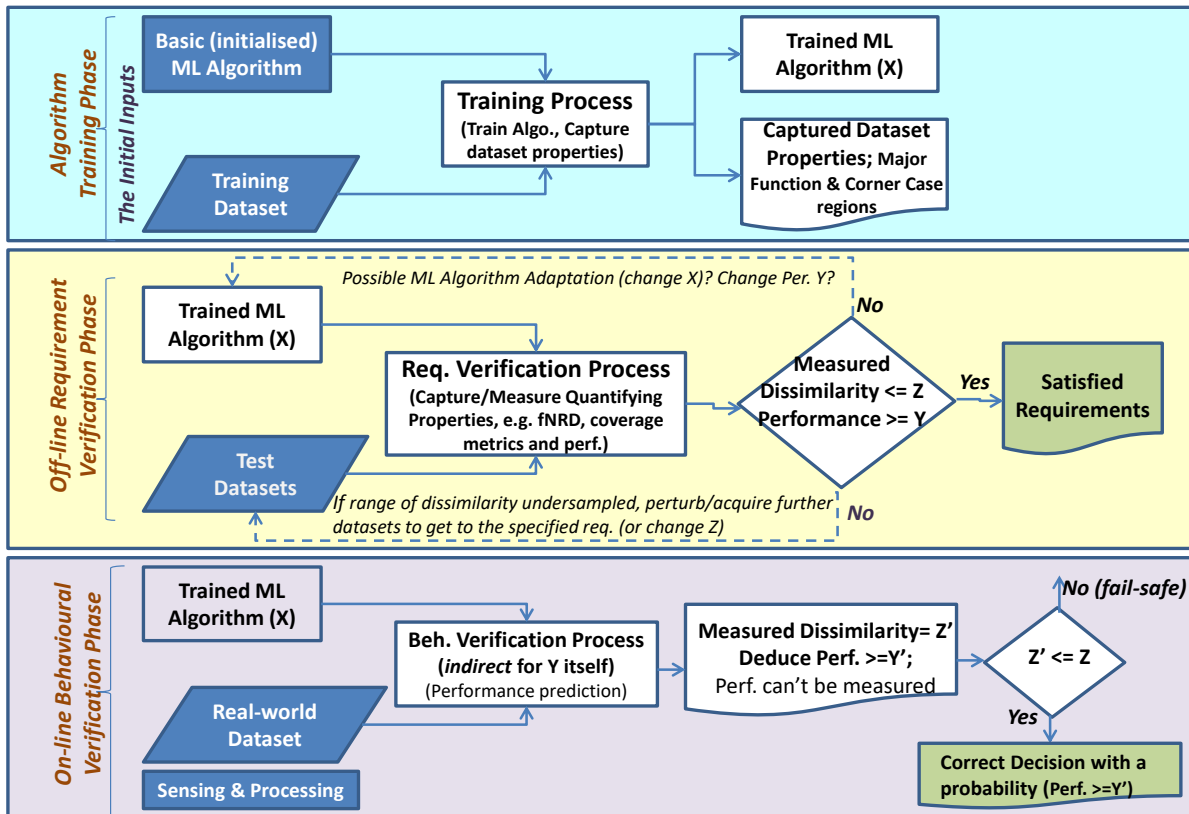 Algorithm
Training Phase
The Initial Inputs
Basic (initialised)
ML Algorithm
Training
Dataset
Training Process
(Train Algo., Capture
dataset properties)
Trained ML
Algorithm (X)
Captured Dataset
Properties; Major
Function & Corner Case
regions
Off-line Requirement
Verification Phase
Possible ML Algorithm Adaptation (change X)? Change Per. Y?
No
Trained ML
Algorithm (X)
Req. Verification Process
(Capture/Measure Quantifying
Properties, e.g. fNRD, coverage
metrics and perf.)
Measured
Dissimilarity <= Z
Performance >= Y
Yes
Satisfied
Requirements
Test
Datasets
If range of dissimilarity undersampled, perturb/acquire further
datasets to get to the specified req. (or change Z)
No
On-line Behavioural
Verification Phase
Trained ML
Algorithm (X)
Beh. Verification Process
(indirect for Y itself)
(Performance prediction)
Real-world
Dataset
Sensing & Processing
Measured Dissimilarity= Z'
Deduce Perf. >=Y';
Perf. can't be measured
No (fail-safe)
Z' <= Z
Yes
Correct Decision with a
probability (Perf. >=Y')